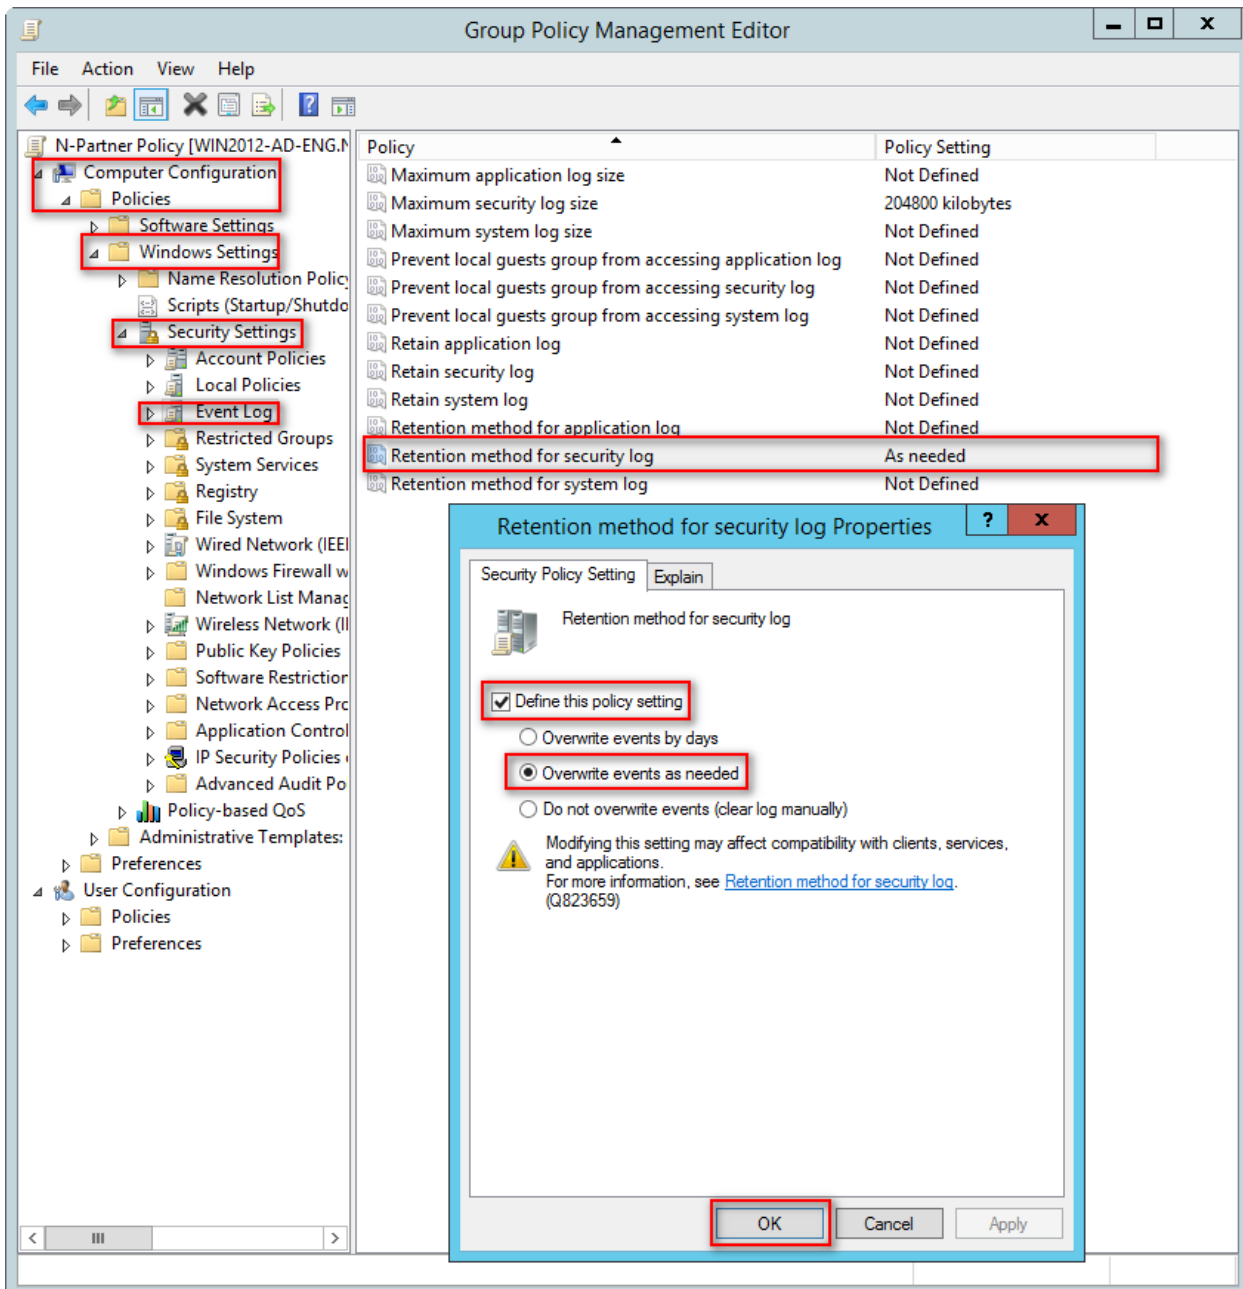 Group Policy Management Editor
File Action View Help
N-Partner Policy [WIN2012-AD-ENG.N
Computer Configuration
Policies
Software Settings
Windows Settings
Name Resolution Policy
Scripts (Startup/Shutdo
Security Settings
Account Policies
Local Policies
Event Log
Restricted Groups
System Services
Registry
File System
Wired Network (IEEI
Windows Firewall w
Network List Manag
Wireless Network (II
Public Key Policies
Software Restriction
Network Access Pro
Application Control
IP Security Policies
Advanced Audit Po
Policy-based QoS
Administrative Templates:
Preferences
User Configuration
Policies
Preferences
Policy Policy Setting
Maximum application log size Not Defined
Maximum security log size 204800 kilobytes
Maximum system log size Not Defined
Prevent local guests group from accessing application log Not Defined
Prevent local guests group from accessing security log Not Defined
Prevent local guests group from accessing system log Not Defined
Retain application log Not Defined
Retain security log Not Defined
Retain system log Not Defined
Retention method for application log Not Defined
Retention method for security log As needed
Retention method for system log Not Defined
Retention method for security log Properties
Security Policy Setting Explain
Retention method for security log
Define this policy setting
Overwrite events by days
Overwrite events as needed
Do not overwrite events (clear log manually)
Modifying this setting may affect compatibility with clients, services,
and applications.
For more information, see Retention method for security log.
(Q823659)
OK Cancel Apply